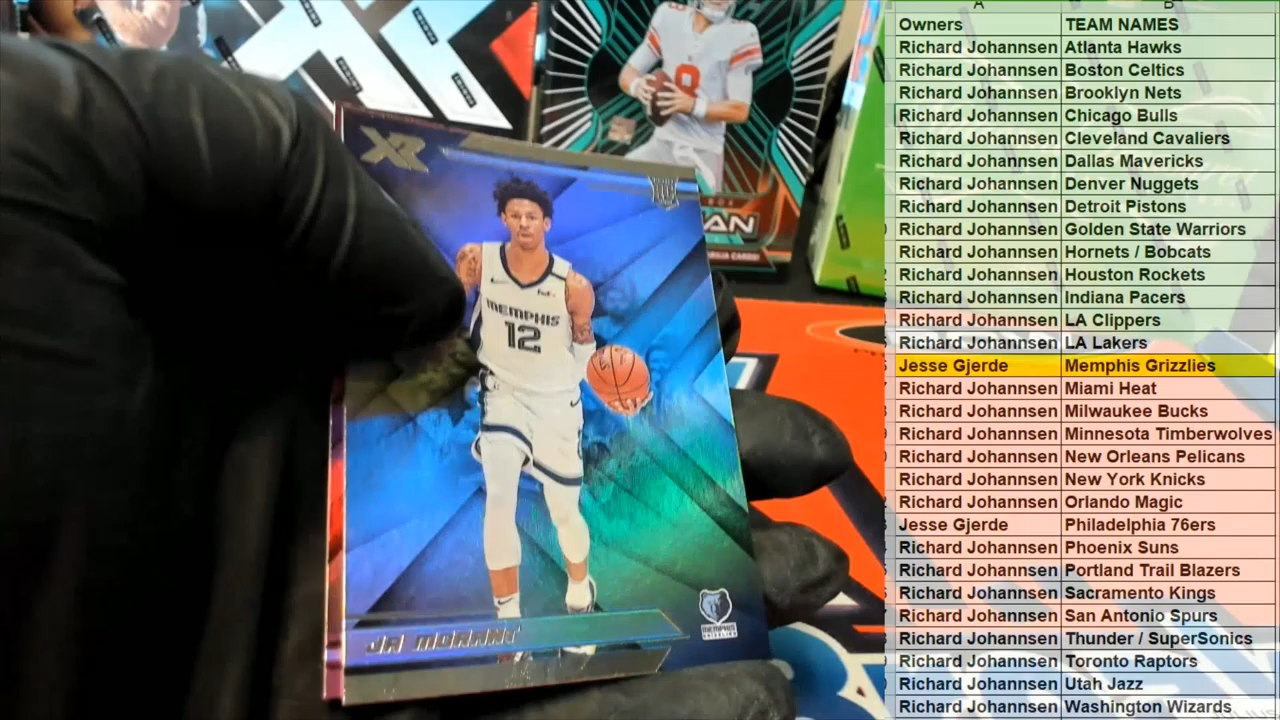 XR
RC
MEMPHIS
12
FedEx
JA MORANT
MEMPHIS
GRIZZLIES
8
BOX
A B
Owners TEAM NAMES
Richard Johannsen Atlanta Hawks
Richard Johannsen Boston Celtics
Richard Johannsen Brooklyn Nets
Richard Johannsen Chicago Bulls
Richard Johannsen Cleveland Cavaliers
Richard Johannsen Dallas Mavericks
Richard Johannsen Denver Nuggets
Richard Johannsen Detroit Pistons
Richard Johannsen Golden State Warriors
Richard Johannsen Hornets / Bobcats
Richard Johannsen Houston Rockets
Richard Johannsen Indiana Pacers
Richard Johannsen LA Clippers
Richard Johannsen LA Lakers
Jesse Gjerde Memphis Grizzlies
Richard Johannsen Miami Heat
Richard Johannsen Milwaukee Bucks
Richard Johannsen Minnesota Timberwolves
Richard Johannsen New Orleans Pelicans
Richard Johannsen New York Knicks
Richard Johannsen Orlando Magic
Jesse Gjerde Philadelphia 76ers
Richard Johannsen Phoenix Suns
Richard Johannsen Portland Trail Blazers
Richard Johannsen Sacramento Kings
Richard Johannsen San Antonio Spurs
Richard Johannsen Thunder / SuperSonics
Richard Johannsen Toronto Raptors
Richard Johannsen Utah Jazz
Richard Johannsen Washington Wizards